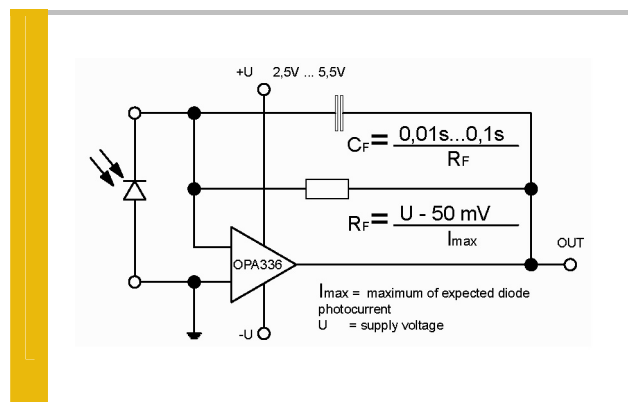 +U 2,5V ... 5,5V
CF= 0,01s...0,1s
RF
RF= U - 50 mV
Imax
OUT
OPA336
Imax = maximum of expected diode
photocurrent
U = supply voltage
-U